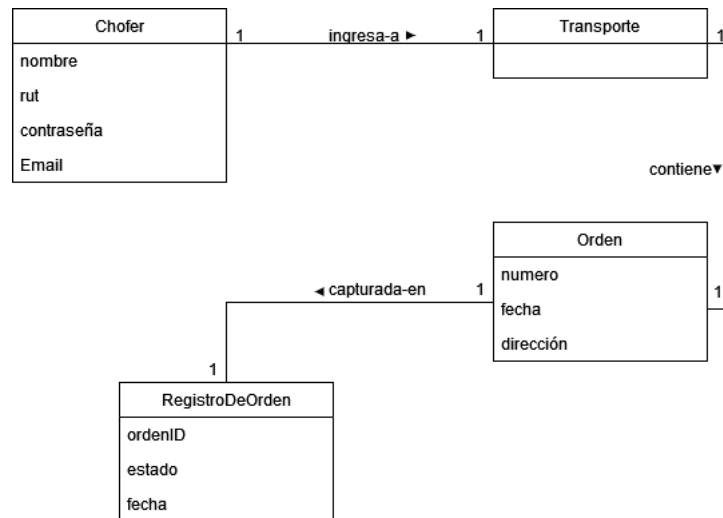 Chofer
nombre
rut
contraseña
Email
1 ingresa-a ► 1
Transporte
1
contiene▼
Orden
numero
fecha
dirección
1
◄ capturada-en 1
1
RegistroDeOrden
ordenID
estado
fecha